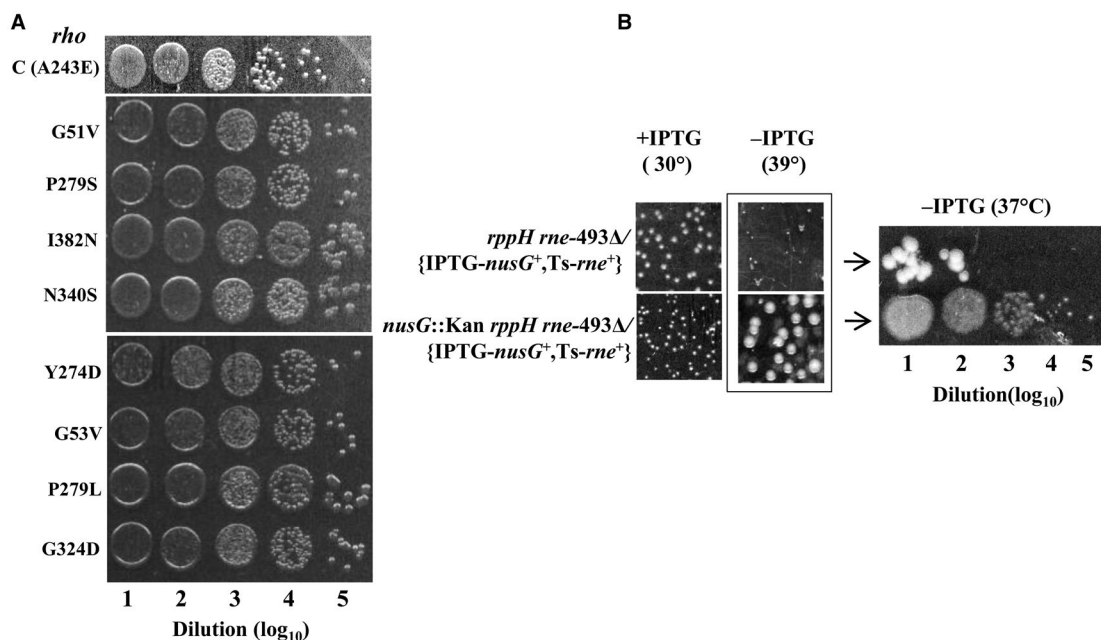 A
rho
C (A243E)
G51V
P279S
I382N
N340S
Y274D
G53V
P279L
G324D
1 2 3 4 5
Dilution (log10)
B
+IPTG
( 30°)
–IPTG
(39°)
–IPTG (37°C)
rppH rne-493Δ/
{IPTG-nusG+,Ts-rne+}
nusG::Kan rppH rne-493Δ/
{IPTG-nusG+,Ts-rne+}
1 2 3 4 5
Dilution(log10)